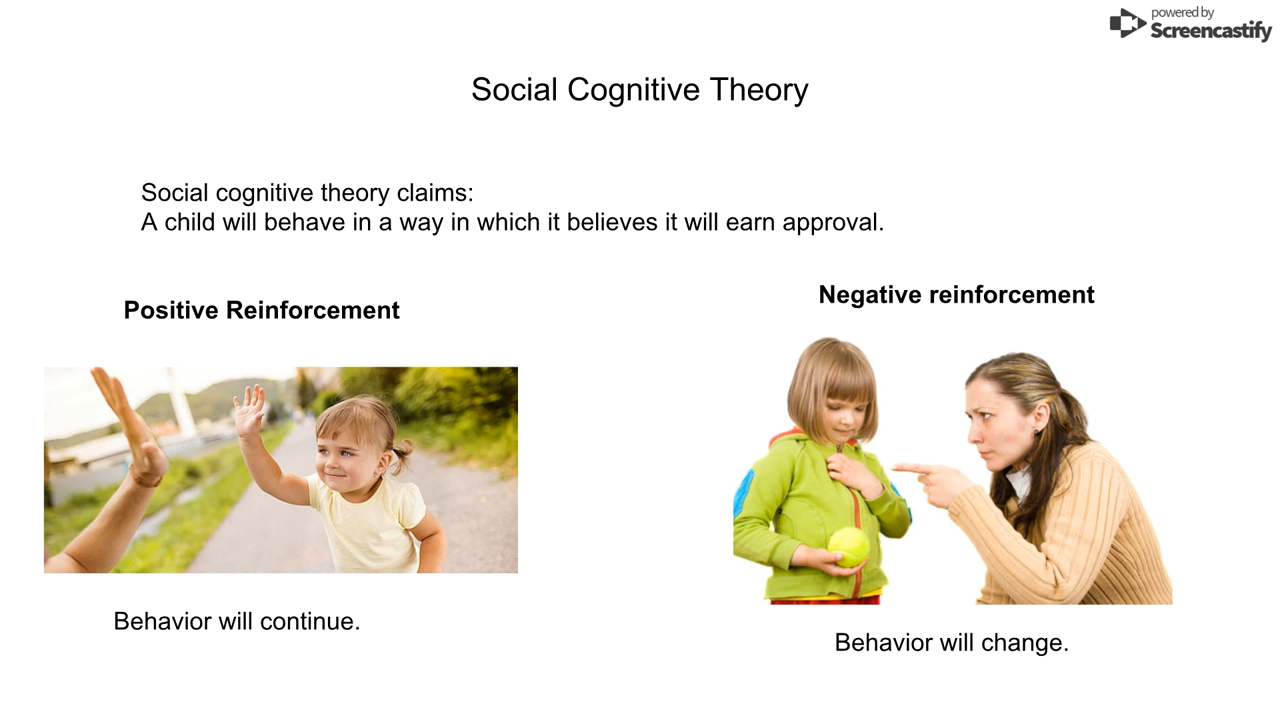 powered by
Screencastify
Social Cognitive Theory
Social cognitive theory claims:
A child will behave in a way in which it believes it will earn approval.
Positive Reinforcement
Negative reinforcement
Behavior will continue.
Behavior will change.